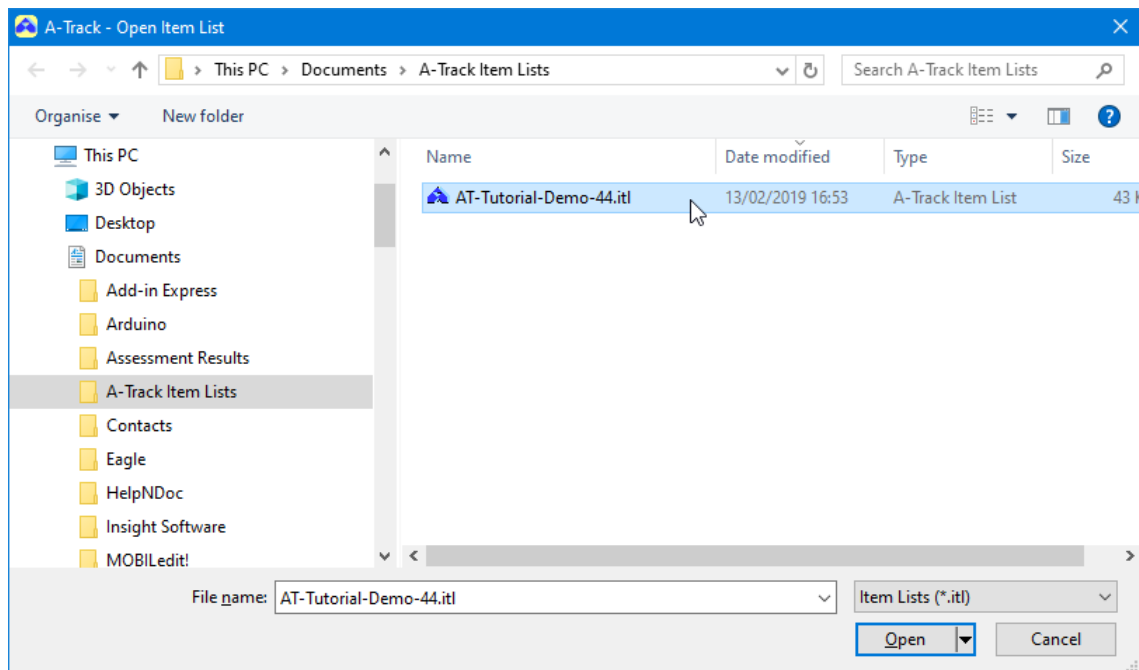 A-Track - Open Item List
This PC > Documents > A-Track Item Lists
Search A-Track Item Lists
Organise
New folder
This PC
3D Objects
Desktop
Documents
Add-in Express
Arduino
Assessment Results
A-Track Item Lists
Contacts
Eagle
HelpNDoc
Insight Software
MOBILedit!
Name Date modified Type Size
AT-Tutorial-Demo-44.itl 13/02/2019 16:53 A-Track Item List 43
File name: AT-Tutorial-Demo-44.itl
Item Lists (*.itl)
Open Cancel